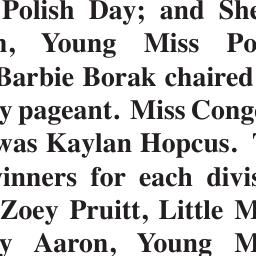 Polish Day; and She
Young Miss Po
Barbie Borak chaired
y pageant. Miss Cong
was Kaylan Hopcus.
inners for each divis
Zoey Pruitt, Little M
y Aaron, Young M